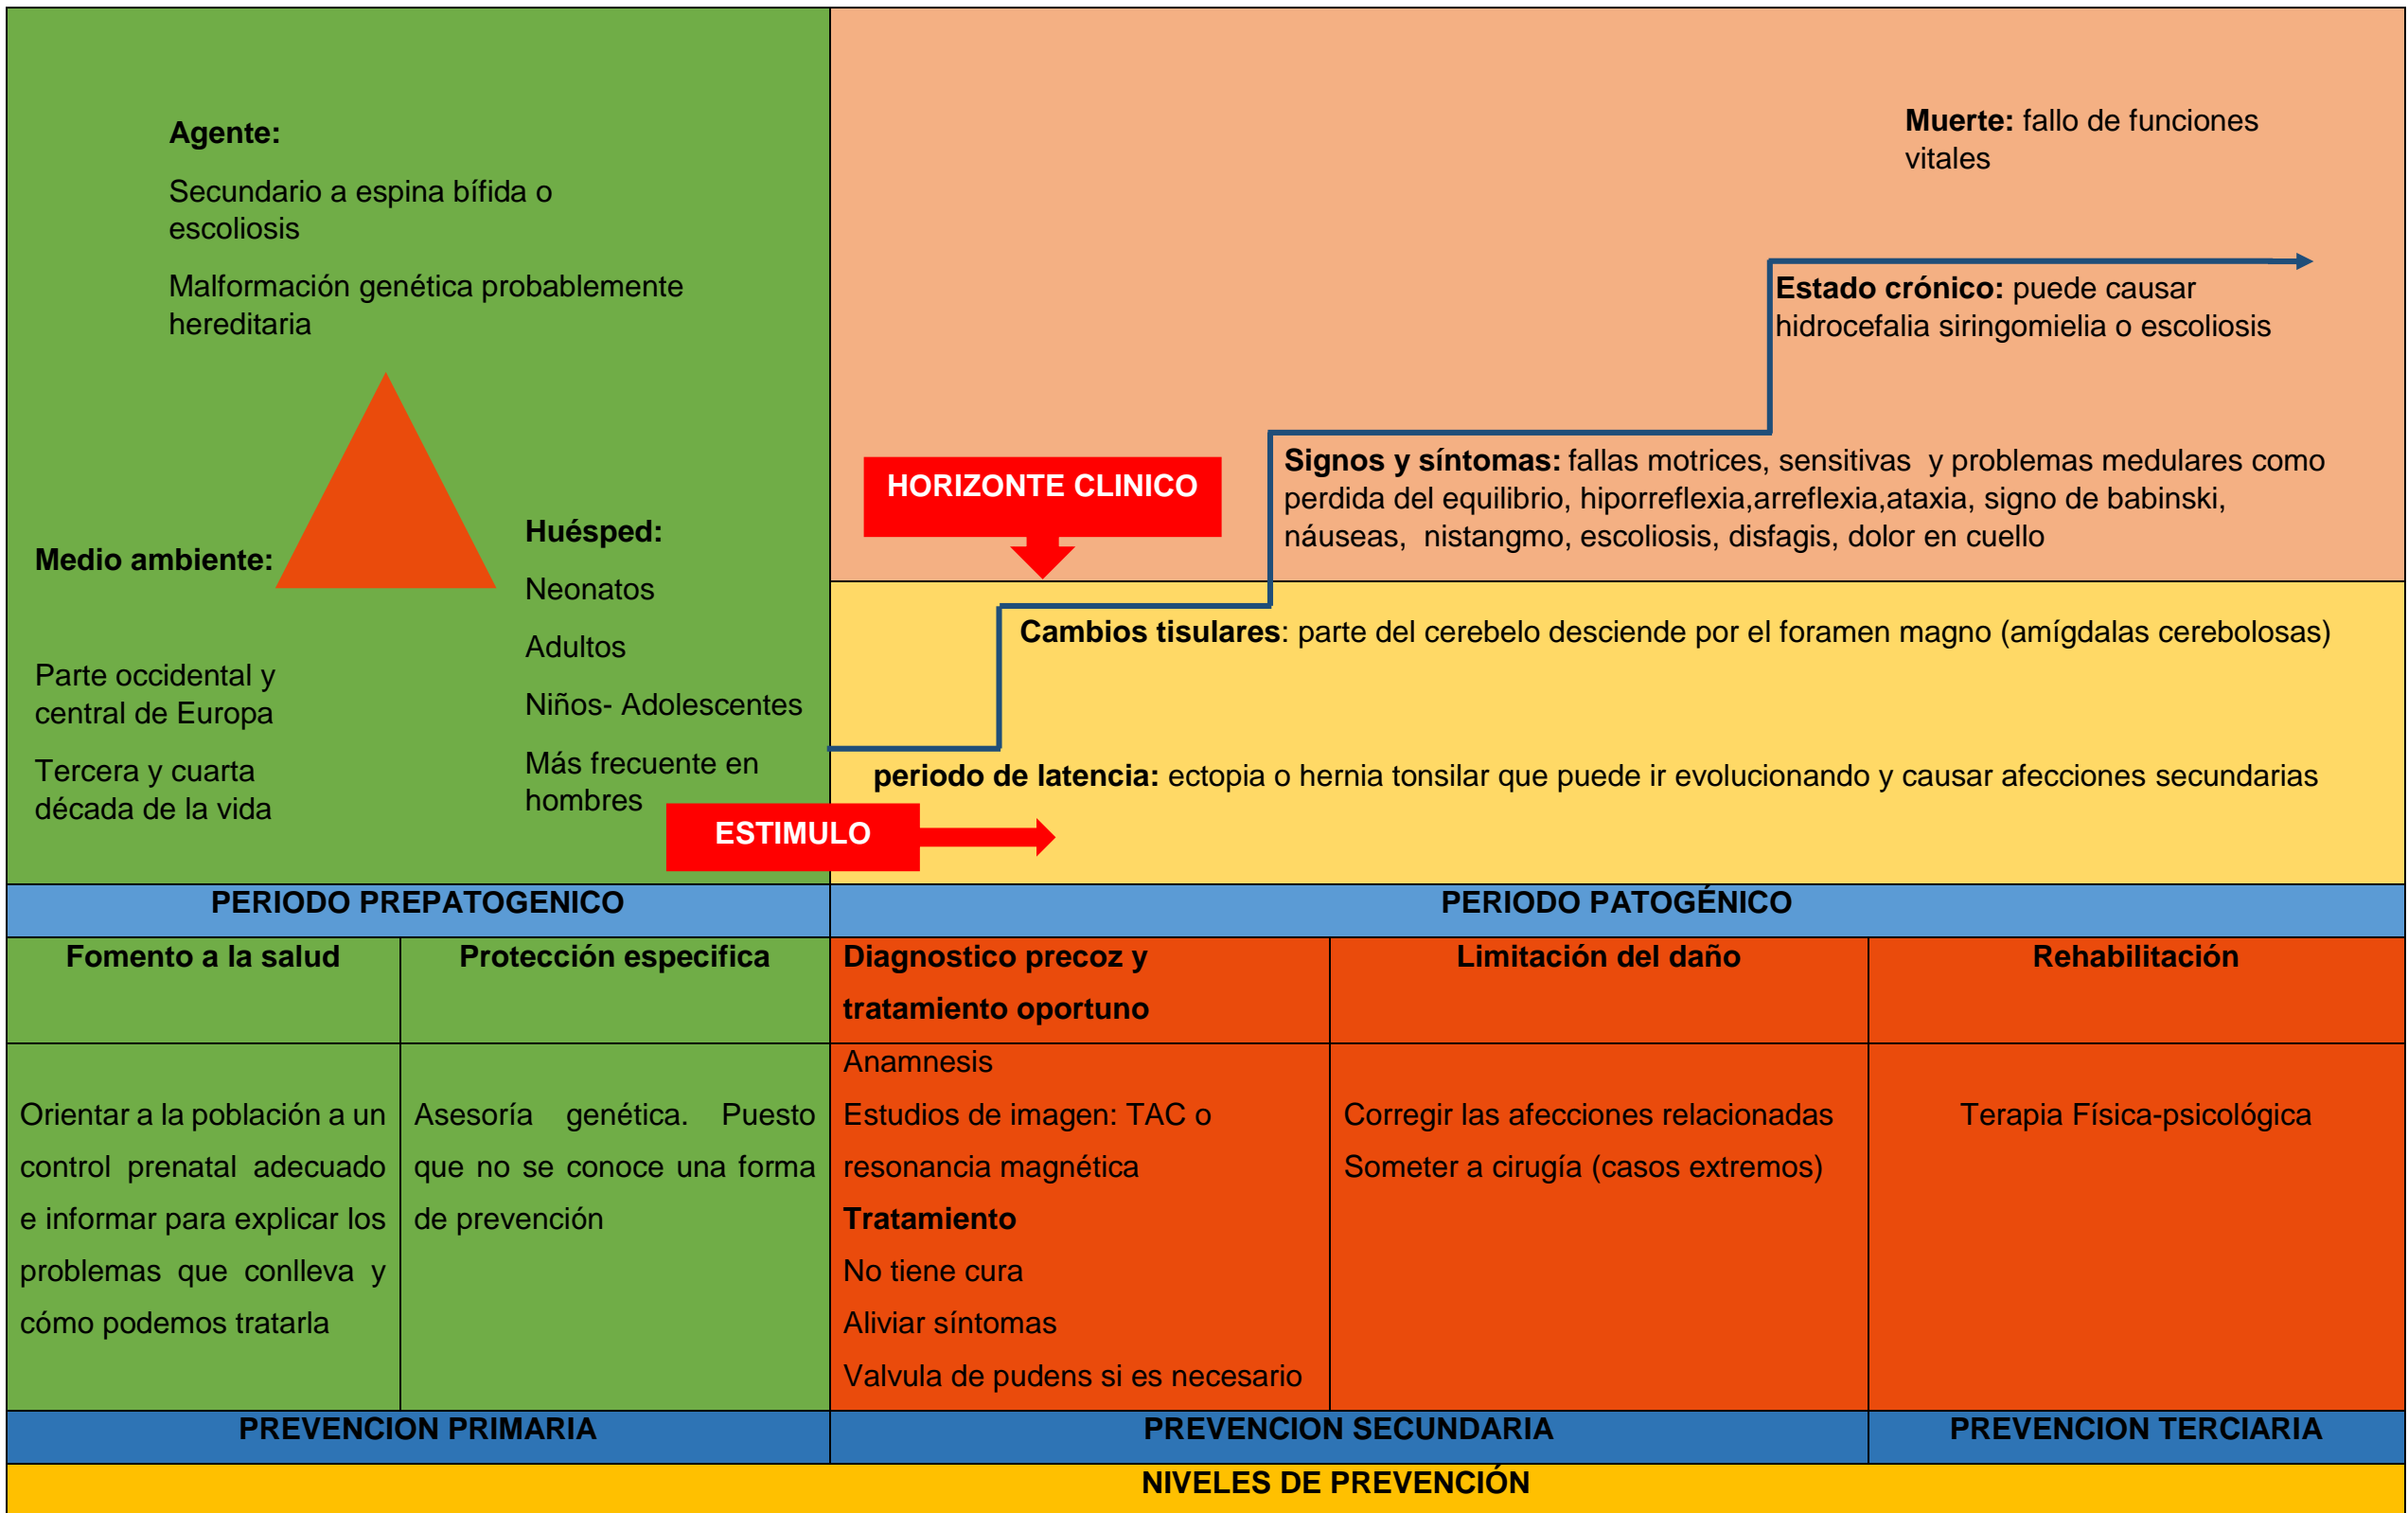 Agente:
Secundario a espina bífida o
escoliosis
Malformación genética probablemente
hereditaria
Medio ambiente:
Parte occidental y
central de Europa
Tercera y cuarta
década de la vida
Huésped:
Neonatos
Adultos
Niños- Adolescentes
Más frecuente en
hombres
ESTIMULO
HORIZONTE CLINICO
Muerte: fallo de funciones
vitales
Estado crónico: puede causar
hidrocefalia siringomielia o escoliosis
Signos y síntomas: fallas motrices, sensitivas  y problemas medulares como
perdida del equilibrio, hiporreflexia,arreflexia,ataxia, signo de babinski,
náuseas,  nistangmo, escoliosis, disfagis, dolor en cuello
Cambios tisulares: parte del cerebelo desciende por el foramen magno (amígdalas cerebolosas)
periodo de latencia: ectopia o hernia tonsilar que puede ir evolucionando y causar afecciones secundarias
PERIODO PREPATOGENICO
PERIODO PATOGÉNICO
Fomento a la salud
Protección especifica
Diagnostico precoz y
tratamiento oportuno
Limitación del daño
Rehabilitación
Orientar a la población a un
control prenatal adecuado
e informar para explicar los
problemas que conlleva y
cómo podemos tratarla
Asesoría genética. Puesto
que no se conoce una forma
de prevención
Anamnesis
Estudios de imagen: TAC o
resonancia magnética
Tratamiento
No tiene cura
Aliviar síntomas
Valvula de pudens si es necesario
Corregir las afecciones relacionadas
Someter a cirugía (casos extremos)
Terapia Física-psicológica
PREVENCION PRIMARIA
PREVENCION SECUNDARIA
PREVENCION TERCIARIA
NIVELES DE PREVENCIÓN